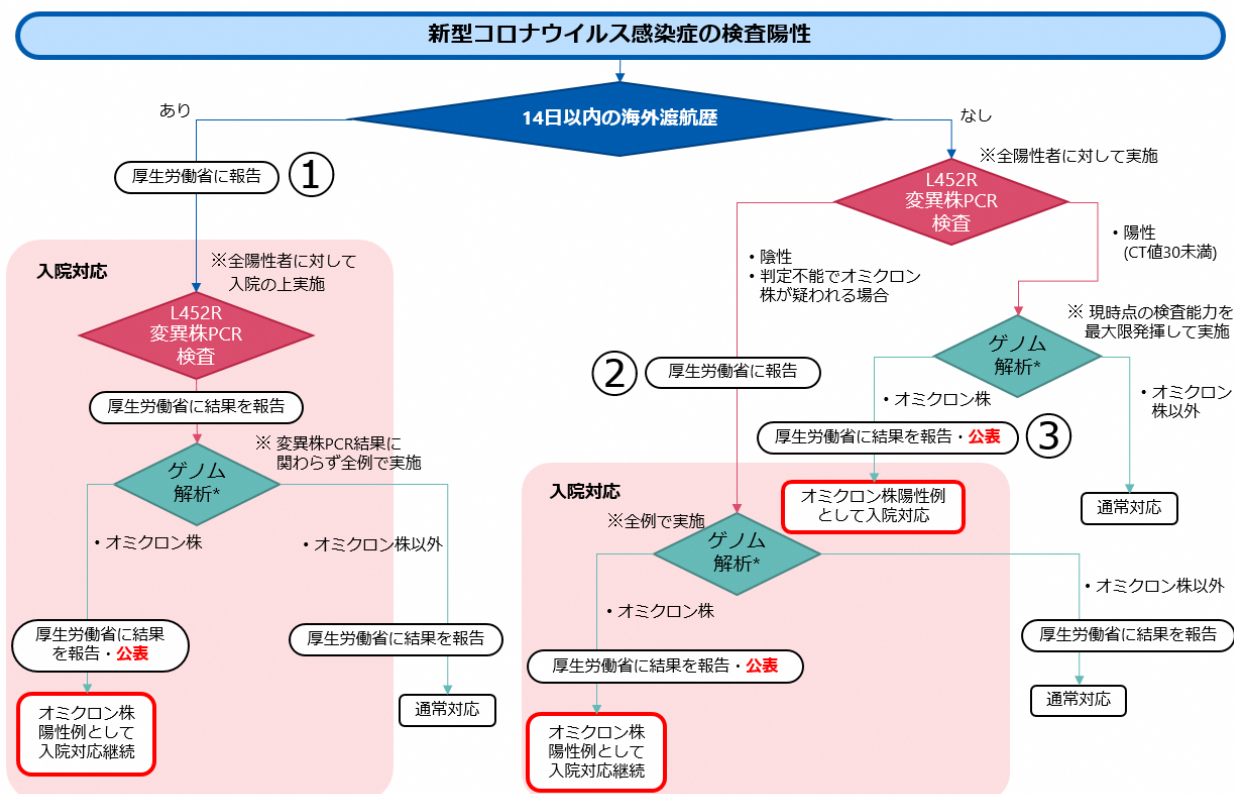 新型コロナウイルス感染症の検査陽性
14日以内の海外渡航歴
あり
なし
厚生労働省に報告
①
入院対応
※全陽性者に対して
入院の上実施
L452R
変異株PCR
検査
厚生労働省に結果を報告
※ 変異株PCR結果に
関わらず全例で実施
ゲノム
解析*
・オミクロン株
・オミクロン株以外
厚生労働省に結果
を報告・公表
厚生労働省に結果を報告
オミクロン株
陽性例として
入院対応継続
通常対応
※全陽性者に対して実施
L452R
変異株PCR
検査
・陰性
・判定不能でオミクロン
株が疑われる場合
・陽性
(CT値30未満)
②
厚生労働省に報告
※ 現時点の検査能力を
最大限発揮して実施
ゲノム
解析*
・オミクロン株
・オミクロン
株以外
厚生労働省に結果を報告・公表
③
オミクロン株陽性例
として入院対応
通常対応
入院対応
※全例で実施
ゲノム
解析*
・オミクロン株
・オミクロン株以外
厚生労働省に結果を報告・公表
厚生労働省に結果を報告
オミクロン株
陽性例として
入院対応継続
通常対応